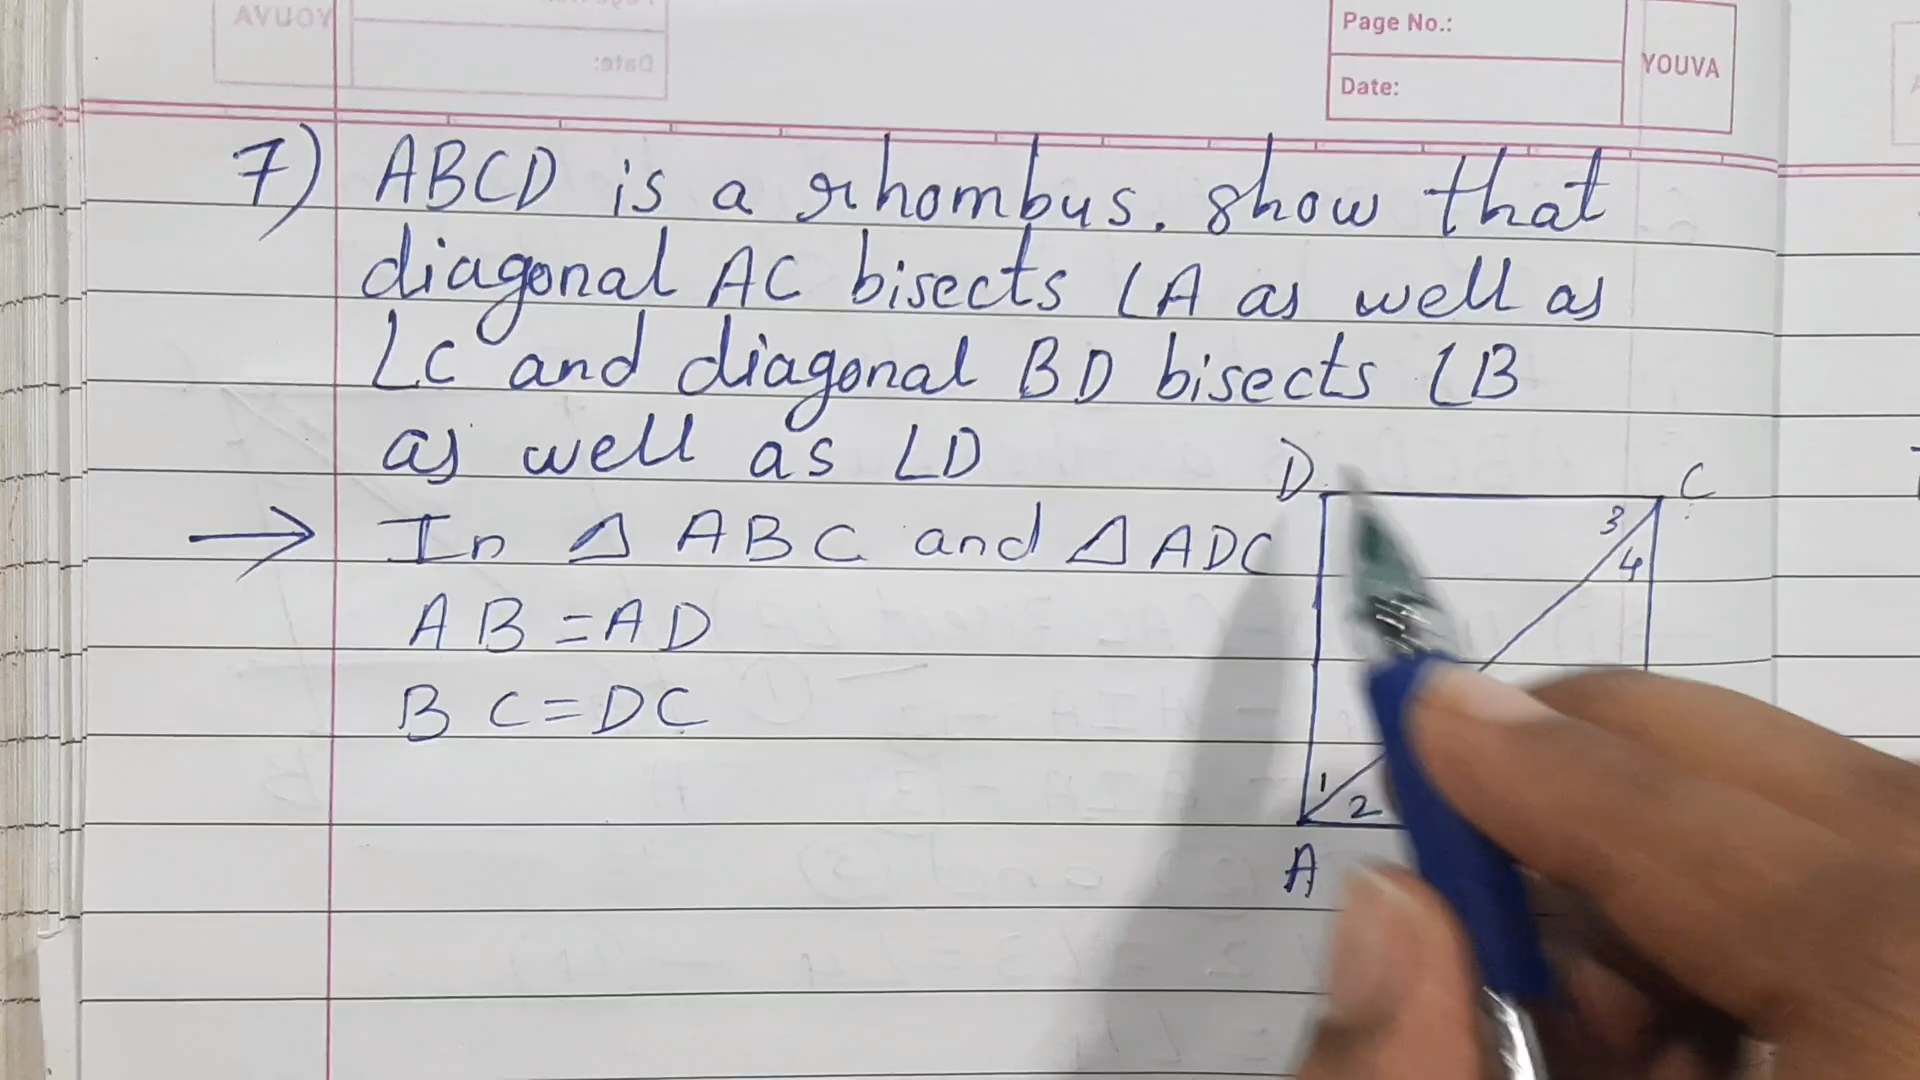 Page No.:
Date:
YOUVA
7) ABCD is a rhombus. show that
diagonal AC bisects ∠A as well as
∠C and diagonal BD bisects ∠B
as well as ∠D
→ In △ ABC and △ ADC
AB = AD
BC = DC
D
C
3
4
1
2
A